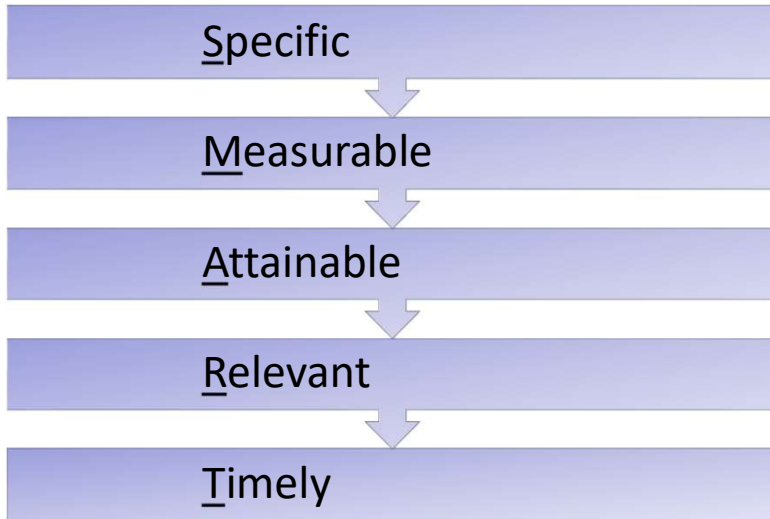 Specific
Measurable
Attainable
Relevant
Timely